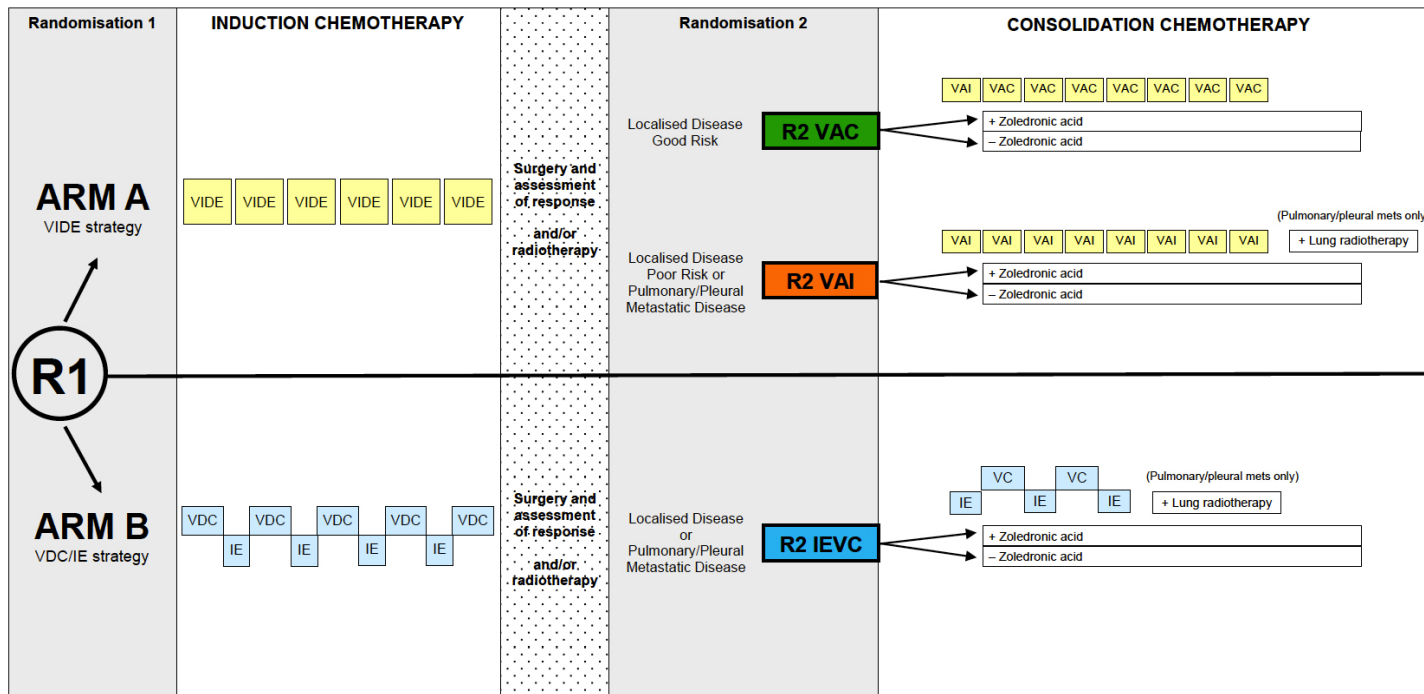 Randomisation 1
INDUCTION CHEMOTHERAPY
Randomisation 2
CONSOLIDATION CHEMOTHERAPY
ARM A
VIDE strategy
VIDE VIDE VIDE VIDE VIDE VIDE
Surgery and
assessment
of response
and/or
radiotherapy
Localised Disease
Good Risk
R2 VAC
VAI VAC VAC VAC VAC VAC VAC VAC
+ Zoledronic acid
– Zoledronic acid
Localised Disease
Poor Risk or
Pulmonary/Pleural
Metastatic Disease
R2 VAI
(Pulmonary/pleural mets only
VAI VAI VAI VAI VAI VAI VAI VAI
+ Lung radiotherapy
+ Zoledronic acid
– Zoledronic acid
R1
ARM B
VDC/IE strategy
VDC VDC VDC VDC VDC
IE IE IE IE
Surgery and
assessment
of response
and/or
radiotherapy
Localised Disease
or
Pulmonary/Pleural
Metastatic Disease
R2 IEVC
VC VC
IE IE IE
(Pulmonary/pleural mets only)
+ Lung radiotherapy
+ Zoledronic acid
– Zoledronic acid